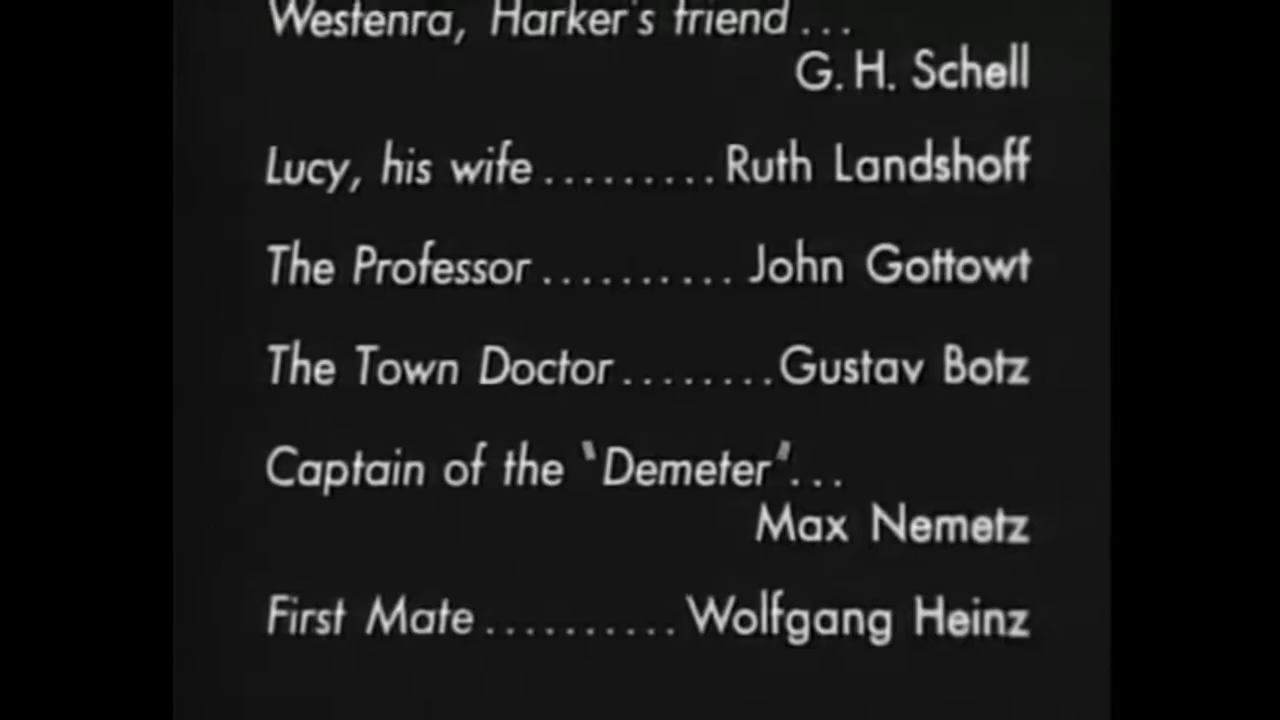 Westenra, Harker's friend...
G. H. Schell
Lucy, his wife.........Ruth Landshoff
The Professor..........John Gottowt
The Town Doctor........Gustav Botz
Captain of the "Demeter"...
Max Nemetz
First Mate..........Wolfgang Heinz